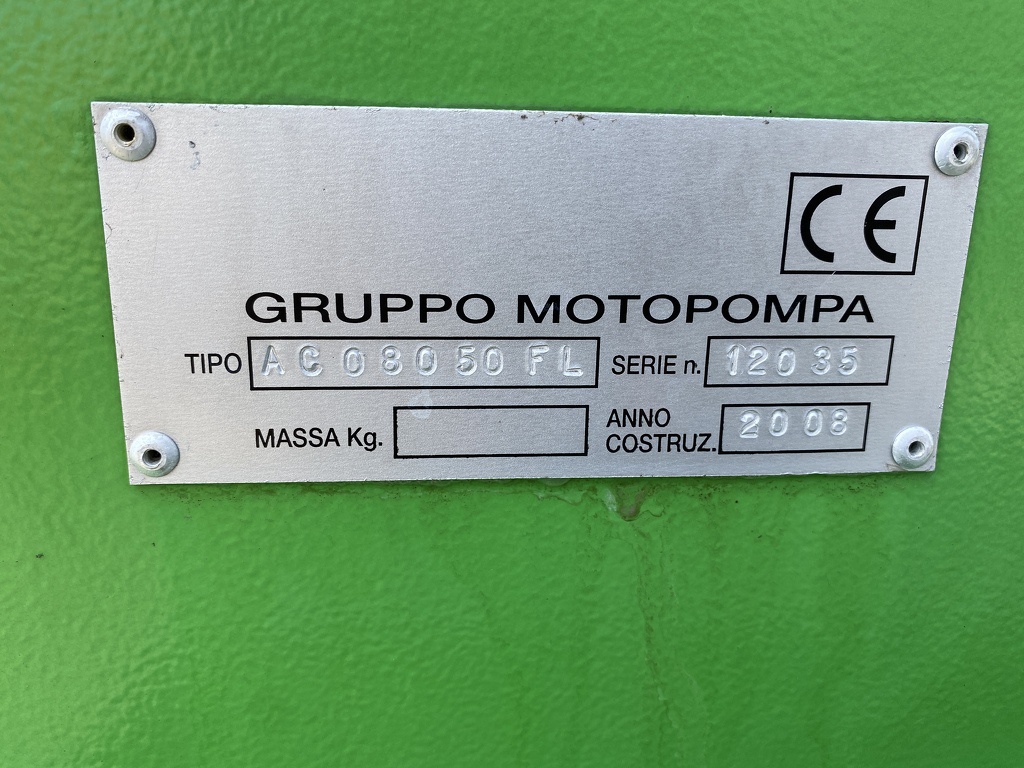 CE
GRUPPO MOTOPOMPA
TIPO AC08050FL SERIE n. 12035
MASSA Kg. ANNO COSTRUZ. 2008